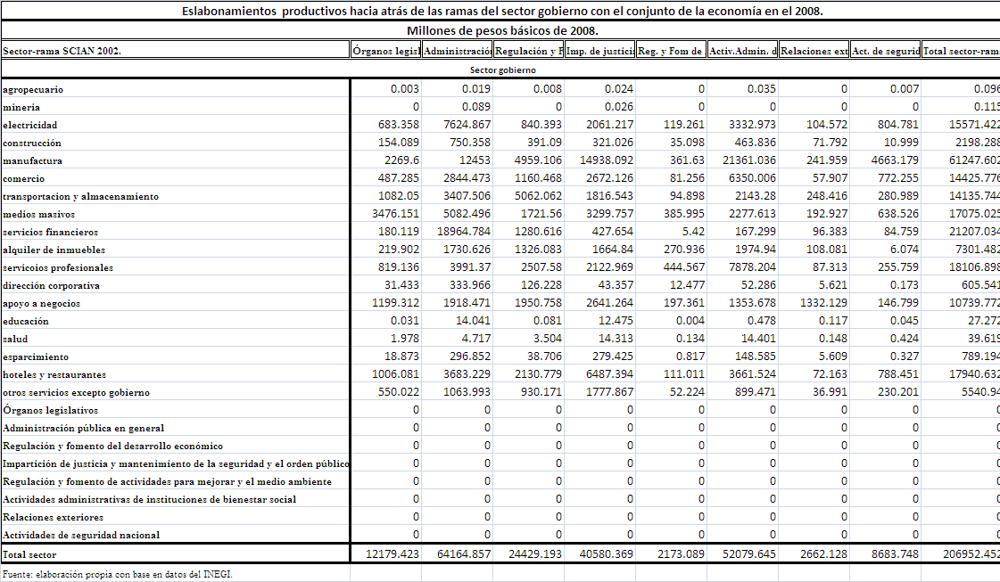 Eslabonamientos productivos hacia atrás de las ramas del sector gobierno con el conjunto de la economía en el 2008.
Millones de pesos básicos de 2008.
Sector-rama SCIAN 2002. Órganos legisl Administración Regulación y F Imp. de justicia Reg. y Fom de Activ.Admin. d Relaciones ext Act. de segurid Total sector-ram
Sector gobierno
agropecuario 0.003 0.019 0.008 0.024 0 0.035 0 0.007 0.096
mineria 0 0.089 0 0.026 0 0 0 0 0.115
electricidad 683.358 7624.867 840.393 2061.217 119.261 3332.973 104.572 804.781 15571.422
construcción 154.089 750.358 391.09 321.026 35.098 463.836 71.792 10.999 2198.288
manufactura 2269.6 12453 4959.106 14938.092 361.63 21361.036 241.959 4663.179 61247.602
comercio 487.285 2844.473 1160.468 2672.126 81.256 6350.006 57.907 772.255 14425.776
transportacion y almacenamiento 1082.05 3407.506 5062.062 1816.543 94.898 2143.28 248.416 280.989 14135.744
medios masivos 3476.151 5082.496 1721.56 3299.757 385.995 2277.613 192.927 638.526 17075.025
servicios financieros 180.119 18964.784 1280.616 427.654 5.42 167.299 96.383 84.759 21207.034
alquiler de inmuebles 219.902 1730.626 1326.083 1664.84 270.936 1974.94 108.081 6.074 7301.482
servicoios profesionales 819.136 3991.37 2507.58 2122.969 444.567 7878.204 87.313 255.759 18106.898
dirección corporativa 31.433 333.966 126.228 43.357 12.477 52.286 5.621 0.173 605.541
apoyo a negocios 1199.312 1918.471 1950.758 2641.264 197.361 1353.678 1332.129 146.799 10739.772
educación 0.031 14.041 0.081 12.475 0.004 0.478 0.117 0.045 27.272
salud 1.978 4.717 3.504 14.313 0.134 14.401 0.148 0.424 39.619
esparcimiento 18.873 296.852 38.706 279.425 0.817 148.585 5.609 0.327 789.194
hoteles y restaurantes 1006.081 3683.229 2130.779 6487.394 111.011 3661.524 72.163 788.451 17940.632
otros servicios excepto gobierno 550.022 1063.993 930.171 1777.867 52.224 899.471 36.991 230.201 5540.94
Órganos legislativos 0 0 0 0 0 0 0 0 0
Administración pública en general 0 0 0 0 0 0 0 0 0
Regulación y fomento del desarrollo económico 0 0 0 0 0 0 0 0 0
Impartición de justicia y mantenimiento de la seguridad y el orden público 0 0 0 0 0 0 0 0 0
Regulación y fomento de actividades para mejorar y el medio ambiente 0 0 0 0 0 0 0 0 0
Actividades administrativas de instituciones de bienestar social 0 0 0 0 0 0 0 0 0
Relaciones exteriores 0 0 0 0 0 0 0 0 0
Actividades de seguridad nacional 0 0 0 0 0 0 0 0 0
Total sector 12179.423 64164.857 24429.193 40580.369 2173.089 52079.645 2662.128 8683.748 206952.452
Fuente: elaboración propia con base en datos del INEGI.